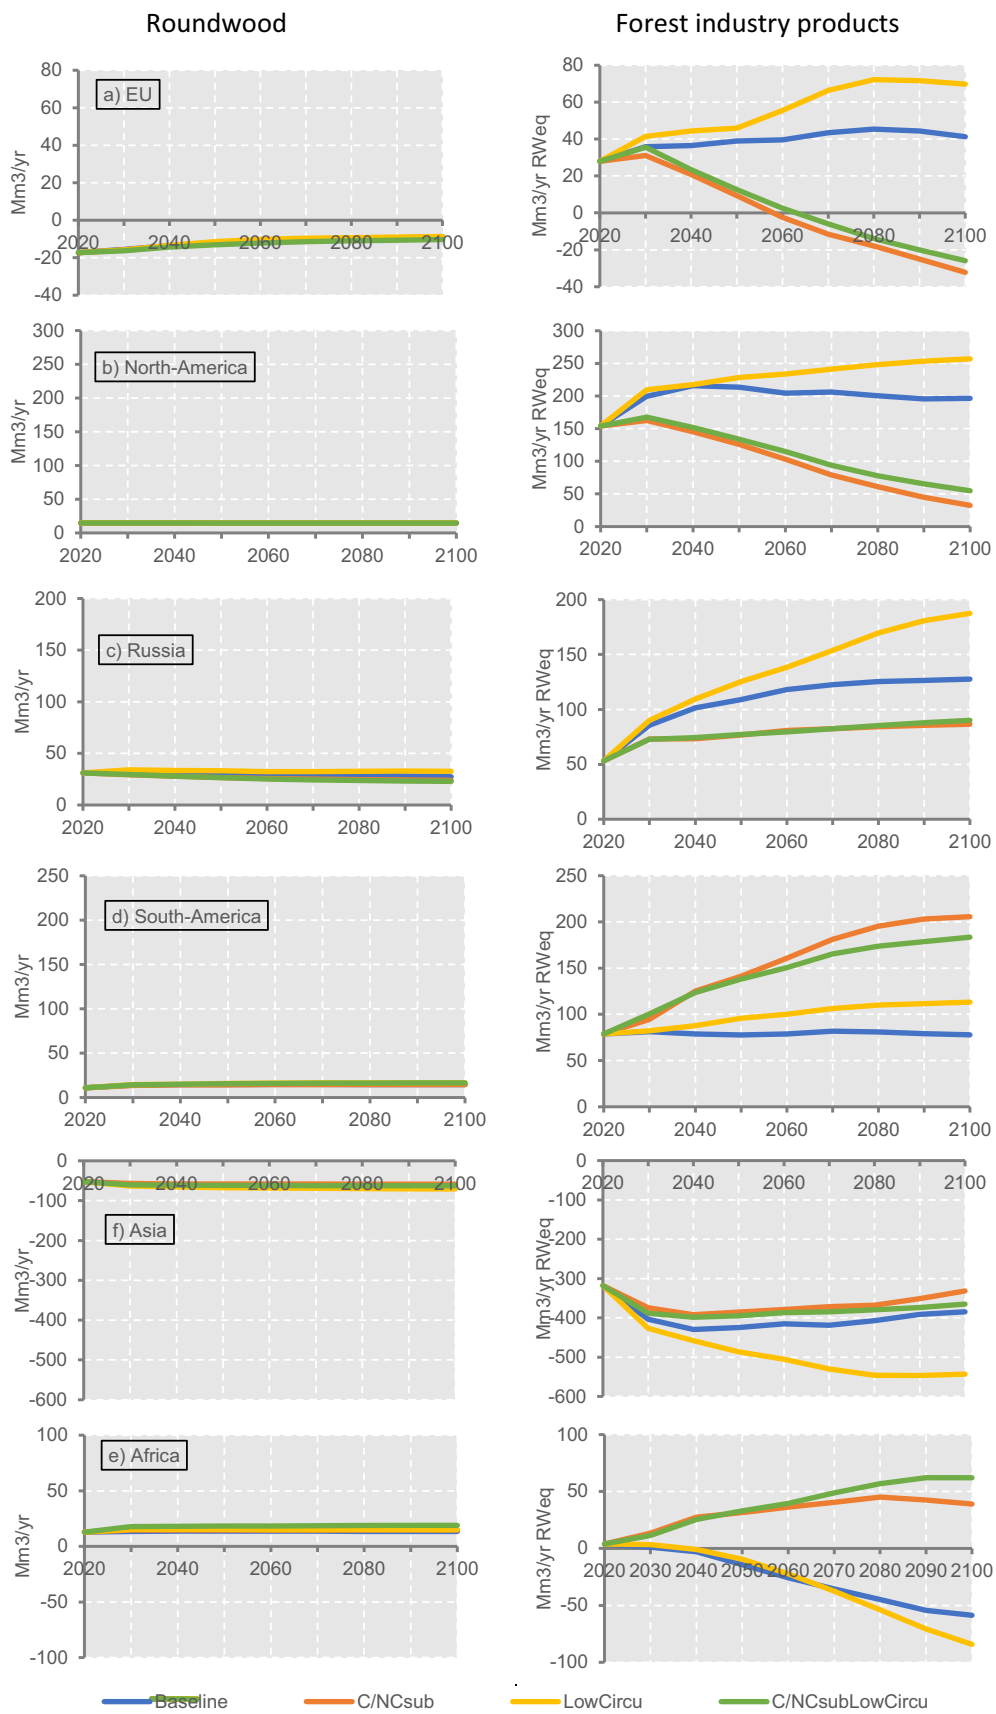 Roundwood
Forest industry products
80
60
40
20
0
-20
-40
Mm3/yr
a) EU
2020 2040 2060 2080 2100
80
60
40
20
0
-20
-40
Mm3/yr RWeq
2020 2040 2060 2080 2100
300
250
200
150
100
50
0
Mm3/yr
b) North-America
2020 2040 2060 2080 2100
300
250
200
150
100
50
0
Mm3/yr RWeq
2020 2040 2060 2080 2100
200
150
100
50
0
Mm3/yr
c) Russia
2020 2040 2060 2080 2100
200
150
100
50
0
Mm3/yr RWeq
2020 2040 2060 2080 2100
250
200
150
100
50
0
Mm3/yr
d) South-America
2020 2040 2060 2080 2100
250
200
150
100
50
0
Mm3/yr RWeq
2020 2040 2060 2080 2100
0
-100
-200
-300
-400
-500
-600
Mm3/yr
f) Asia
2020 2040 2060 2080 2100
0
-100
-200
-300
-400
-500
-600
Mm3/yr RWeq
2020 2040 2060 2080 2100
100
50
0
-50
-100
Mm3/yr
e) Africa
2020 2040 2060 2080 2100
100
50
0
-50
-100
Mm3/yr RWeq
2020 2030 2040 2050 2060 2070 2080 2090 2100
Baseline C/NCsub LowCircu C/NCsubLowCircu